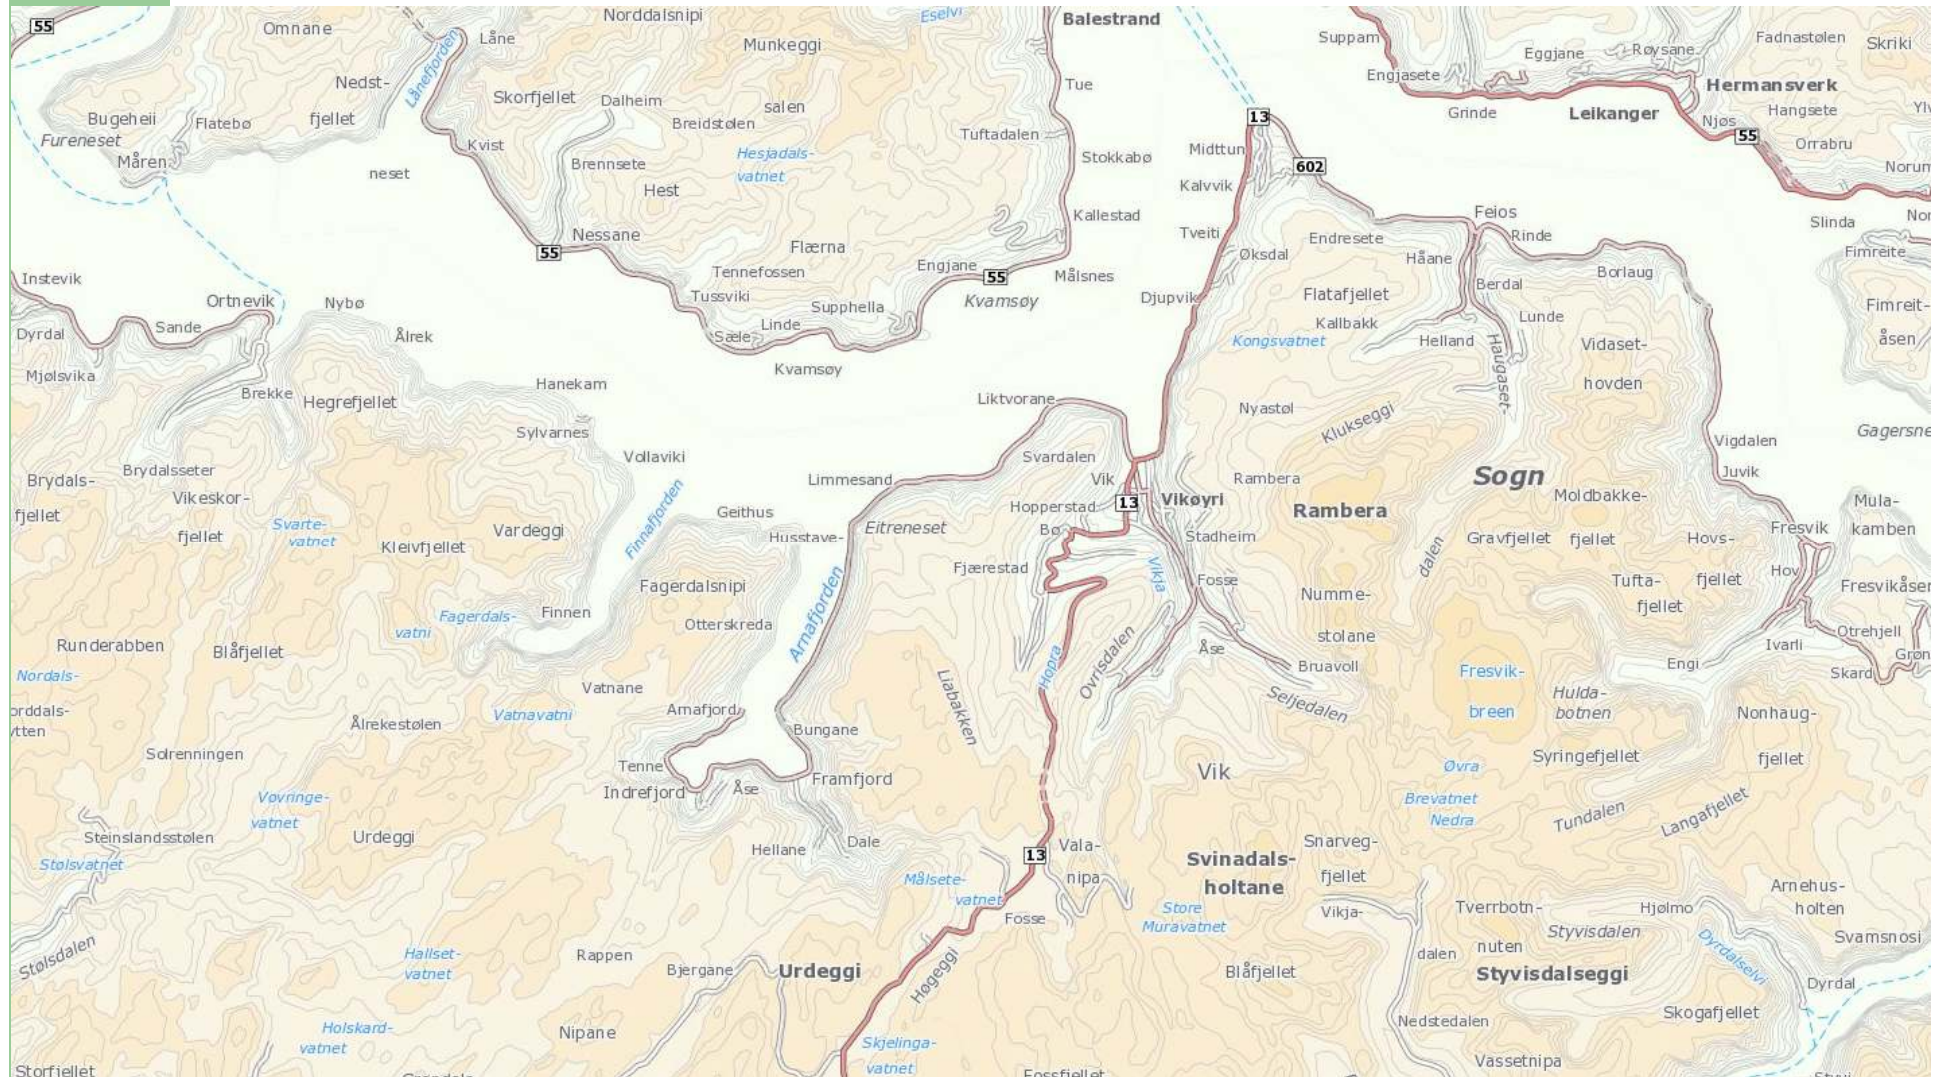 55
Omnane
Låne
Norddalsnipi
Eselvi
Balestrand
Suppam
Fadnastølen
Skriki
Munkeggi
Eggjane
Røysane
Lånefjorden
Nedst-
fjellet
Skorfjellet
Dalheim
salen
Tue
Engjasete
Grinde
Leikanger
Hermansverk
Hangsete
Bugeheii
Flatebø
Breidstølen
Tuftadalen
13
Njøs
55
Orrabru
Fureneset
Måren
Kvist
Brennsete
Hesjadals-
vatnet
Stokkabø
Midttun
602
neset
Hest
Kalvvik
Kallestad
Feios
Slinda
Nessane
Flærna
Tveiti
Endresete
Rinde
55
Øksdal
Håane
Fimreite
Instevik
Tennefossen
Engjane
55
Målsnes
Borlaug
Tussviki
Supphella
Kvamsøy
Djupvik
Flatafjellet
Berdal
Ortnevik
Nybø
Fimreit-
åsen
Dyrdal
Sande
Ålrek
Sæle
Linde
Kallbakk
Lunde
Kongsvatnet
Helland
Haugaset-
dalen
Vidaset-
hovden
Mjølsvika
Kvamsøy
Brekke
Hegrefjellet
Hanekam
Liktvorane
Nyastøl
Klukseggi
Sylvarnes
Vigdalen
Vollaviki
Svardalen
Juvik
Brydals-
fjellet
Brydalsseter
Vikeskor-
fjellet
Limmesand
Vik
Rambera
Sogn
Moldbakke-
fjellet
Finnafjorden
Geithus
Hopperstad
13
Vikøyri
Rambera
Mula-
kamben
Svarte-
vatnet
Vardeggi
Kleivfjellet
Husstave-
Eitreneset
Bø
Stadheim
Gravfjellet
Hovs-
fjellet
Fresvik
Fjærestad
Vikja
Fosse
Hov
Fagerdalsnipi
Arnafjorden
Numme-
stolane
Tufta-
fjellet
Fresvikåsen
Fagerdals-
vatni
Finnen
Otterskreda
Otrehjell
Runderabben
Blåfjellet
Hopra
Ovrisdalen
Åse
Bruavoll
Ivarli
Nordals-
Fresvik-
breen
Engi
Skard
Vatnane
Liabakken
Seljedalen
Hulda-
botnen
Vatnavatni
Arnafjord
Nonhaug-
fjellet
Ålrekestølen
Bungane
Solrenningen
Syringefjellet
Tenne
Framfjord
Vik
Øvra
Indrefjord
Åse
Vøvringe-
vatnet
Brevatnet
Nedra
Tundalen
Langafjellet
Steinslandsstølen
Urdeggi
Hellane
Dale
Vala-
nipa
Snarveg-
fjellet
13
Svinadals-
holtane
Stølsvatnet
Målsete-
vatnet
Arnehus-
holten
Fosse
Store
Muravatnet
Vikja-
dalen
Tverrbotn-
nuten
Hjølmo
Styvisdalen
Svamsnosi
Stølsdalen
Hallset-
vatnet
Rappen
Bjergane
Urdeggi
Høgeggi
Blåfjellet
Styvisdalseggi
Dyrdalselvi
Dyrdal
Holskard-
vatnet
Nipane
Skjelinga-
vatnet
Nedstedalen
Skogafjellet
Vassetnipa
Storfjellet
Fossfjellet